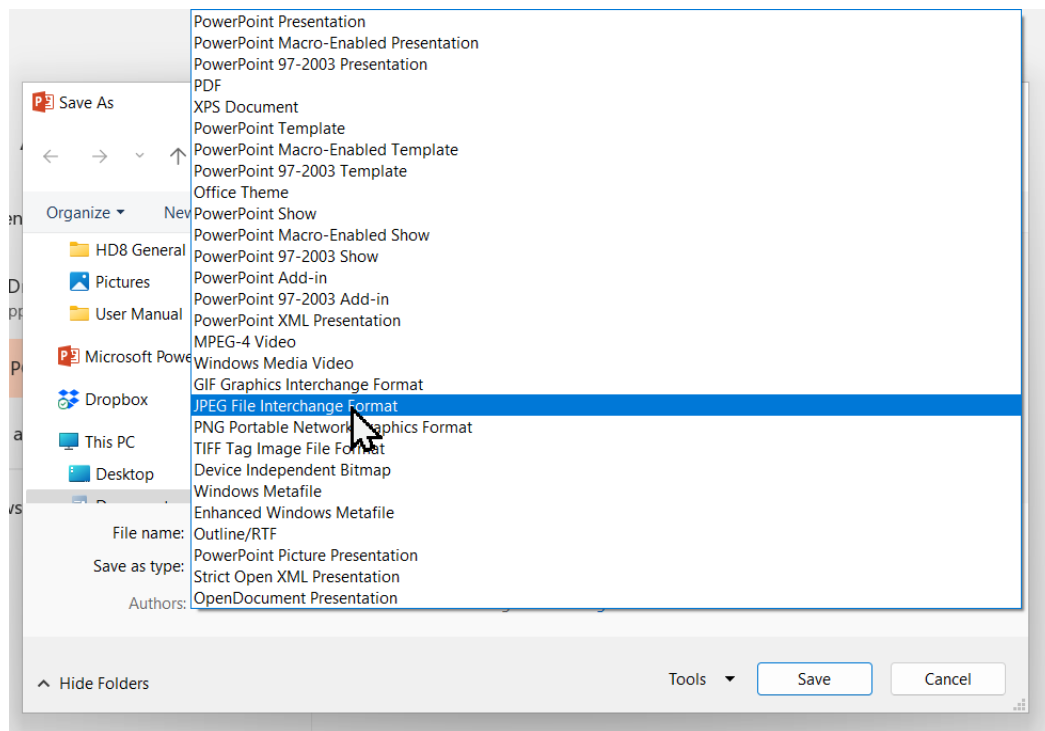 PowerPoint Presentation
PowerPoint Macro-Enabled Presentation
PowerPoint 97-2003 Presentation
PDF
XPS Document
PowerPoint Template
PowerPoint Macro-Enabled Template
PowerPoint 97-2003 Template
Office Theme
PowerPoint Show
PowerPoint Macro-Enabled Show
PowerPoint 97-2003 Show
PowerPoint Add-in
PowerPoint 97-2003 Add-in
PowerPoint XML Presentation
MPEG-4 Video
Windows Media Video
GIF Graphics Interchange Format
JPEG File Interchange Format
PNG Portable Network Graphics Format
TIFF Tag Image File Format
Device Independent Bitmap
Windows Metafile
Enhanced Windows Metafile
Outline/RTF
PowerPoint Picture Presentation
Strict Open XML Presentation
OpenDocument Presentation
Save As
Organize
New
HD8 General
Pictures
User Manual
Microsoft Powe
Dropbox
This PC
Desktop
File name:
Save as type:
Authors:
Hide Folders
Tools
Save
Cancel